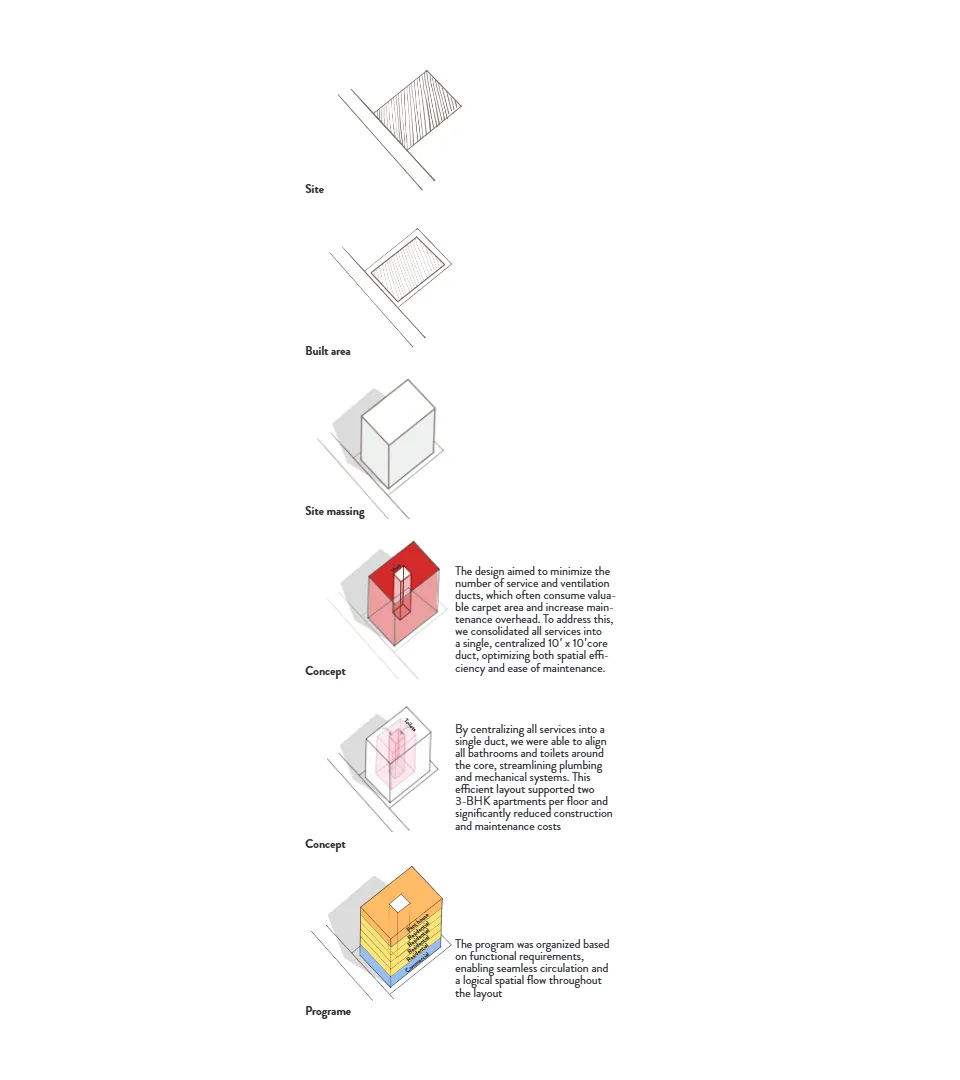 Site
Built area
Site massing
The design aimed to minimize the
number of service and ventilation
ducts, which often consume valua-
ble carpet area and increase main-
tenance overhead. To address this,
we consolidated all services into
a single, centralized 10′ x 10′core
duct, optimizing both spatial effi-
ciency and ease of maintenance.
Concept
Toilets
By centralizing all services into a
single duct, we were able to align
all bathrooms and toilets around
the core, streamlining plumbing
and mechanical systems. This
efficient layout supported two
3-BHK apartments per floor and
significantly reduced construction
and maintenance costs
Concept
Pent house
Residential
Residential
Residential
Residential
Commercial
The program was organized based
on functional requirements,
enabling seamless circulation and
a logical spatial flow throughout
the layout
Programe